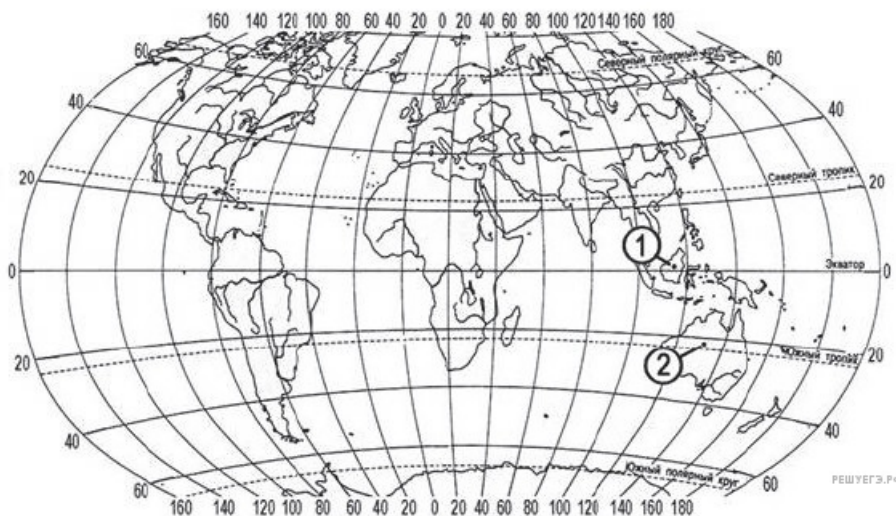 160 140 120 100 80 60 40 20 0 20 40 60 80 100 120 140 160 180
60 Северный полярный круг 60
40 40
Северный тропик
20 20
1
0 Экватор 0
2
20 Южный тропик 20
40 40
60 Южный полярный круг 60
160 140 120 100 80 60 40 20 0 20 40 60 80 100 120 140 160 180
РЕШУЕГЭ.РФ